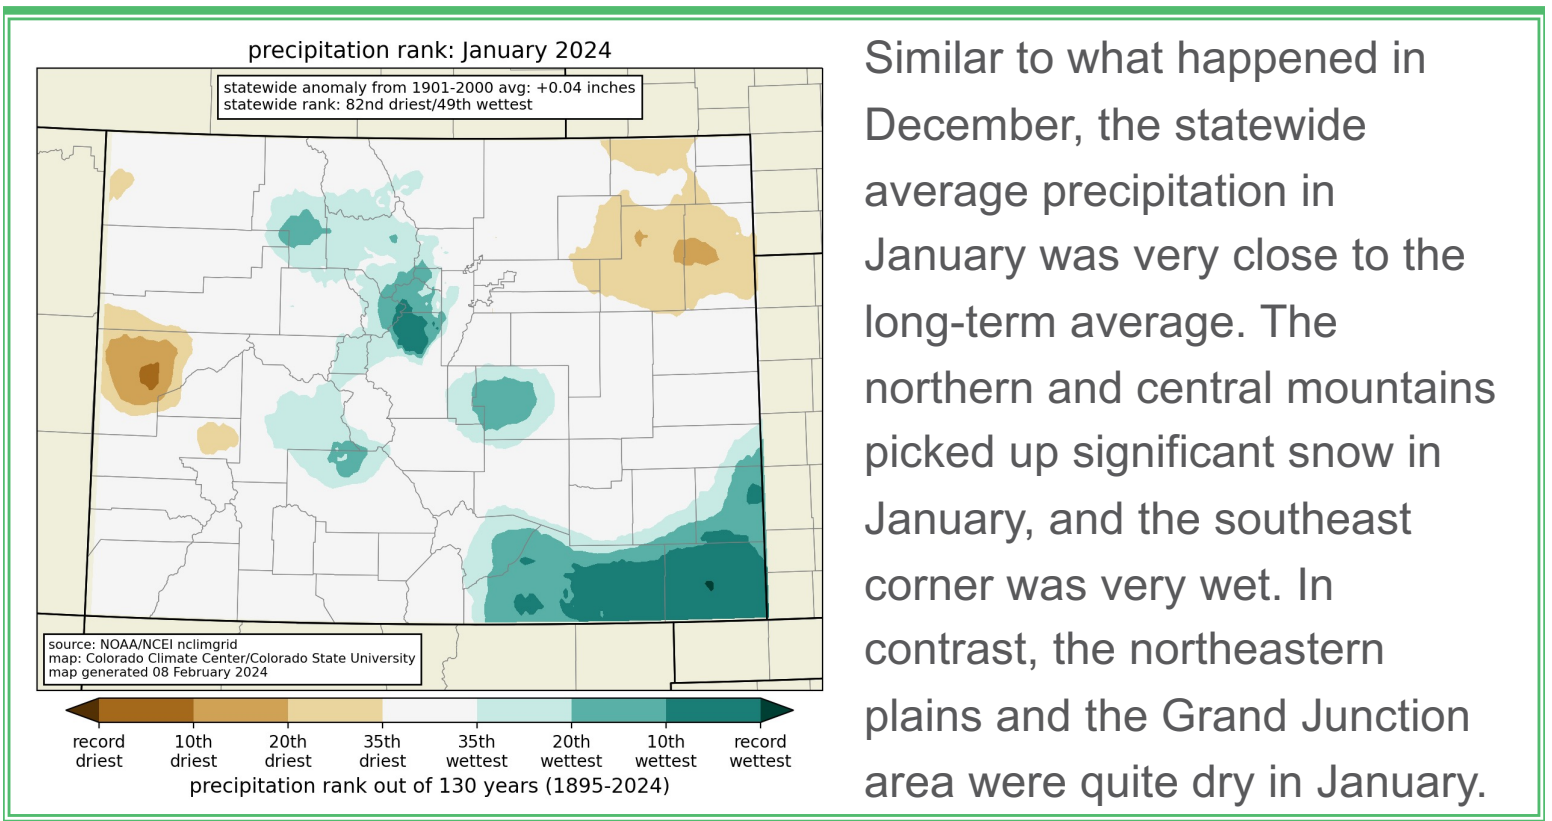 precipitation rank: January 2024
statewide anomaly from 1901-2000 avg: +0.04 inches
statewide rank: 82nd driest/49th wettest
source: NOAA/NCEI nclimgrid
map: Colorado Climate Center/Colorado State University
map generated 08 February 2024
record driest
10th driest
20th driest
35th driest
35th wettest
20th wettest
10th wettest
record wettest
precipitation rank out of 130 years (1895-2024)
Similar to what happened in
December, the statewide
average precipitation in
January was very close to the
long-term average. The
northern and central mountains
picked up significant snow in
January, and the southeast
corner was very wet. In
contrast, the northeastern
plains and the Grand Junction
area were quite dry in January.